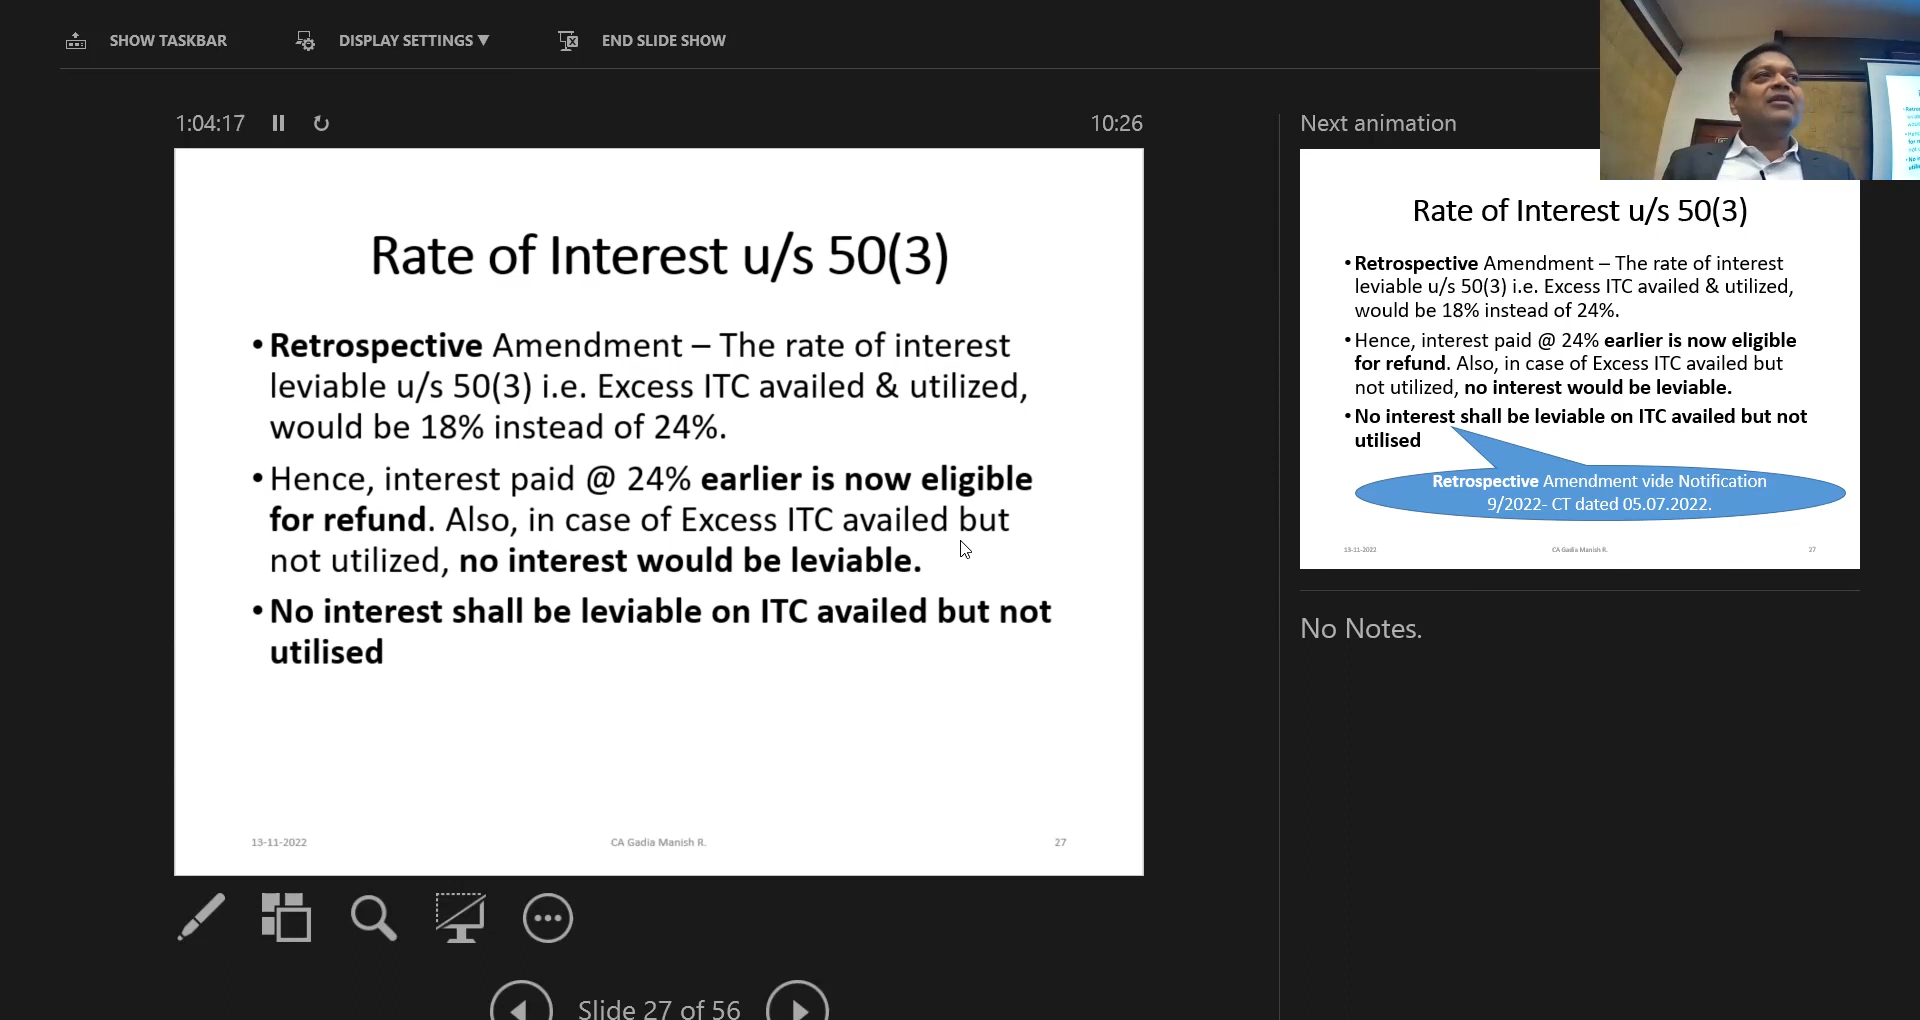 SHOW TASKBAR
DISPLAY SETTINGS ▼
END SLIDE SHOW
1:04:17
10:26
Next animation
Rate of Interest u/s 50(3)
•Retrospective Amendment – The rate of interest
leviable u/s 50(3) i.e. Excess ITC availed & utilized,
would be 18% instead of 24%.
•Hence, interest paid @ 24% earlier is now eligible
for refund. Also, in case of Excess ITC availed but
not utilized, no interest would be leviable.
•No interest shall be leviable on ITC availed but not
utilised
13-11-2022
CA Gadia Manish R.
27
Rate of Interest u/s 50(3)
•Retrospective Amendment – The rate of interest
leviable u/s 50(3) i.e. Excess ITC availed & utilized,
would be 18% instead of 24%.
•Hence, interest paid @ 24% earlier is now eligible
for refund. Also, in case of Excess ITC availed but
not utilized, no interest would be leviable.
•No interest shall be leviable on ITC availed but not
utilised
Retrospective Amendment vide Notification
9/2022- CT dated 05.07.2022.
13-11-2022
CA Gadia Manish R.
27
No Notes.
Slide 27 of 56